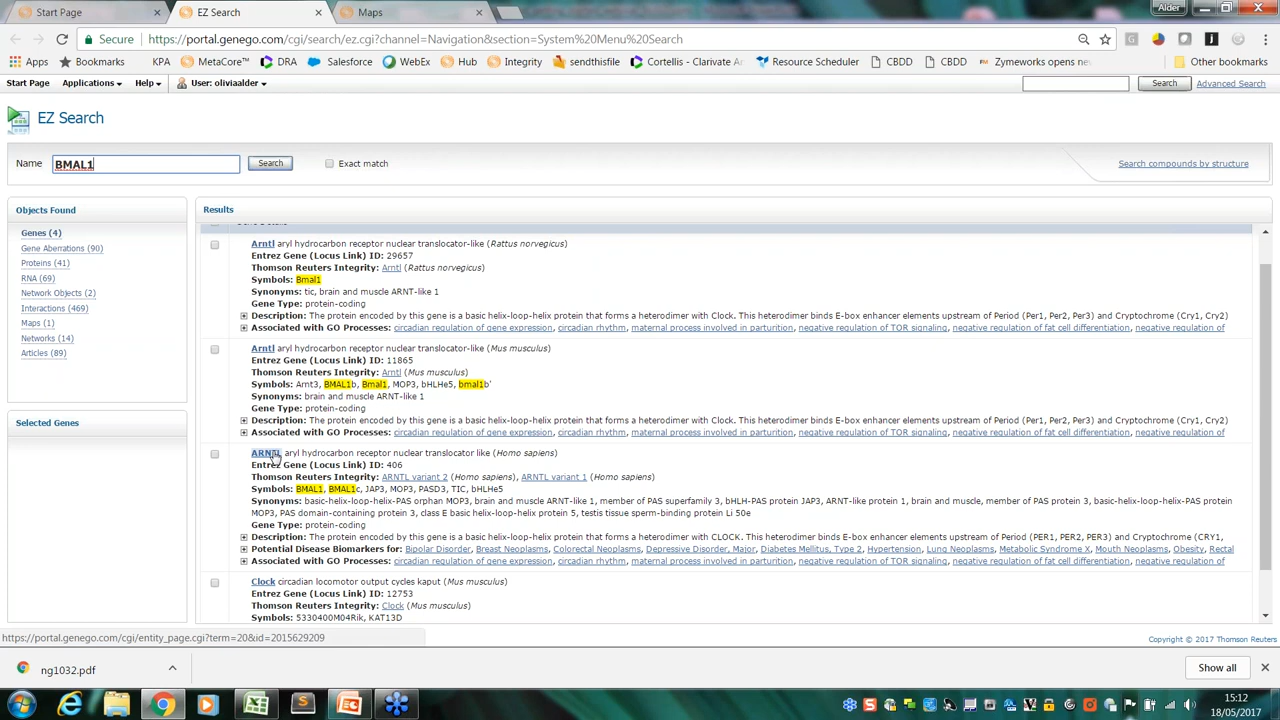 Start Page
EZ Search
Maps
Alder
Secure
https://portal.genego.com/cgi/search/ez.cgi?channel=Navigation&section=System%20Menu%20Search
Apps
Bookmarks
KPA
MetaCore™
DRA
Salesforce
WebEx
Hub
Integrity
sendthisfile
Cortellis - Clarivate A
Resource Scheduler
CBDD
CBDD
Zymeworks opens ne
Other bookmarks
Start Page
Applications
Help
User: oliviaalder
Search
Advanced Search
EZ Search
Name
BMAL1
Search
Exact match
Search compounds by structure
Objects Found
Genes (4)
Gene Aberrations (90)
Proteins (41)
RNA (69)
Network Objects (2)
Interactions (469)
Maps (1)
Networks (14)
Articles (89)
Selected Genes
Results
Arntl aryl hydrocarbon receptor nuclear translocator-like (Rattus norvegicus)
Entrez Gene (Locus Link) ID: 29657
Thomson Reuters Integrity: Arntl (Rattus norvegicus)
Symbols: Bmal1
Synonyms: tic, brain and muscle ARNT-like 1
Gene Type: protein-coding
Description: The protein encoded by this gene is a basic helix-loop-helix protein that forms a heterodimer with Clock. This heterodimer binds E-box enhancer elements upstream of Period (Per1, Per2, Per3) and Cryptochrome (Cry1, Cry2)
Associated with GO Processes: circadian regulation of gene expression, circadian rhythm, maternal process involved in parturition, negative regulation of TOR signaling, negative regulation of fat cell differentiation, negative regulation of
Arntl aryl hydrocarbon receptor nuclear translocator-like (Mus musculus)
Entrez Gene (Locus Link) ID: 11865
Thomson Reuters Integrity: Arntl (Mus musculus)
Symbols: Arnt3, BMAL1b, Bmal1, MOP3, bHLHe5, bmal1b'
Synonyms: brain and muscle ARNT-like 1
Gene Type: protein-coding
Description: The protein encoded by this gene is a basic helix-loop-helix protein that forms a heterodimer with Clock. This heterodimer binds E-box enhancer elements upstream of Period (Per1, Per2, Per3) and Cryptochrome (Cry1, Cry2)
Associated with GO Processes: circadian regulation of gene expression, circadian rhythm, maternal process involved in parturition, negative regulation of TOR signaling, negative regulation of fat cell differentiation, negative regulation of
ARNTL aryl hydrocarbon receptor nuclear translocator like (Homo sapiens)
Entrez Gene (Locus Link) ID: 406
Thomson Reuters Integrity: ARNTL variant 2 (Homo sapiens), ARNTL variant 1 (Homo sapiens)
Symbols: BMAL1, BMAL1c, JAP3, MOP3, PASD3, TIC, bHLHe5
Synonyms: basic-helix-loop-helix-PAS orphan MOP3, brain and muscle ARNT-like 1, member of PAS superfamily 3, bHLH-PAS protein JAP3, ARNT-like protein 1, brain and muscle, member of PAS protein 3, basic-helix-loop-helix-PAS protein
MOP3, PAS domain-containing protein 3, class E basic helix-loop-helix protein 5, testis tissue sperm-binding protein Li 50e
Gene Type: protein-coding
Description: The protein encoded by this gene is a basic helix-loop-helix protein that forms a heterodimer with CLOCK. This heterodimer binds E-box enhancer elements upstream of Period (PER1, PER2, PER3) and Cryptochrome (CRY1,
Potential Disease Biomarkers for: Bipolar Disorder, Breast Neoplasms, Colorectal Neoplasms, Depressive Disorder, Major, Diabetes Mellitus, Type 2, Hypertension, Lung Neoplasms, Metabolic Syndrome X, Mouth Neoplasms, Obesity, Rectal
Associated with GO Processes: circadian regulation of gene expression, circadian rhythm, maternal process involved in parturition, negative regulation of TOR signaling, negative regulation of fat cell differentiation, negative regulation of
Clock circadian locomotor output cycles kaput (Mus musculus)
Entrez Gene (Locus Link) ID: 12753
Thomson Reuters Integrity: Clock (Mus musculus)
Symbols: 5330400M04Rik, KAT13D
https://portal.genego.com/cgi/entity_page.cgi?term=20&id=2015629209
Copyright © 2017 Thomson Reuters
ng1032.pdf
Show all
15:12
18/05/2017